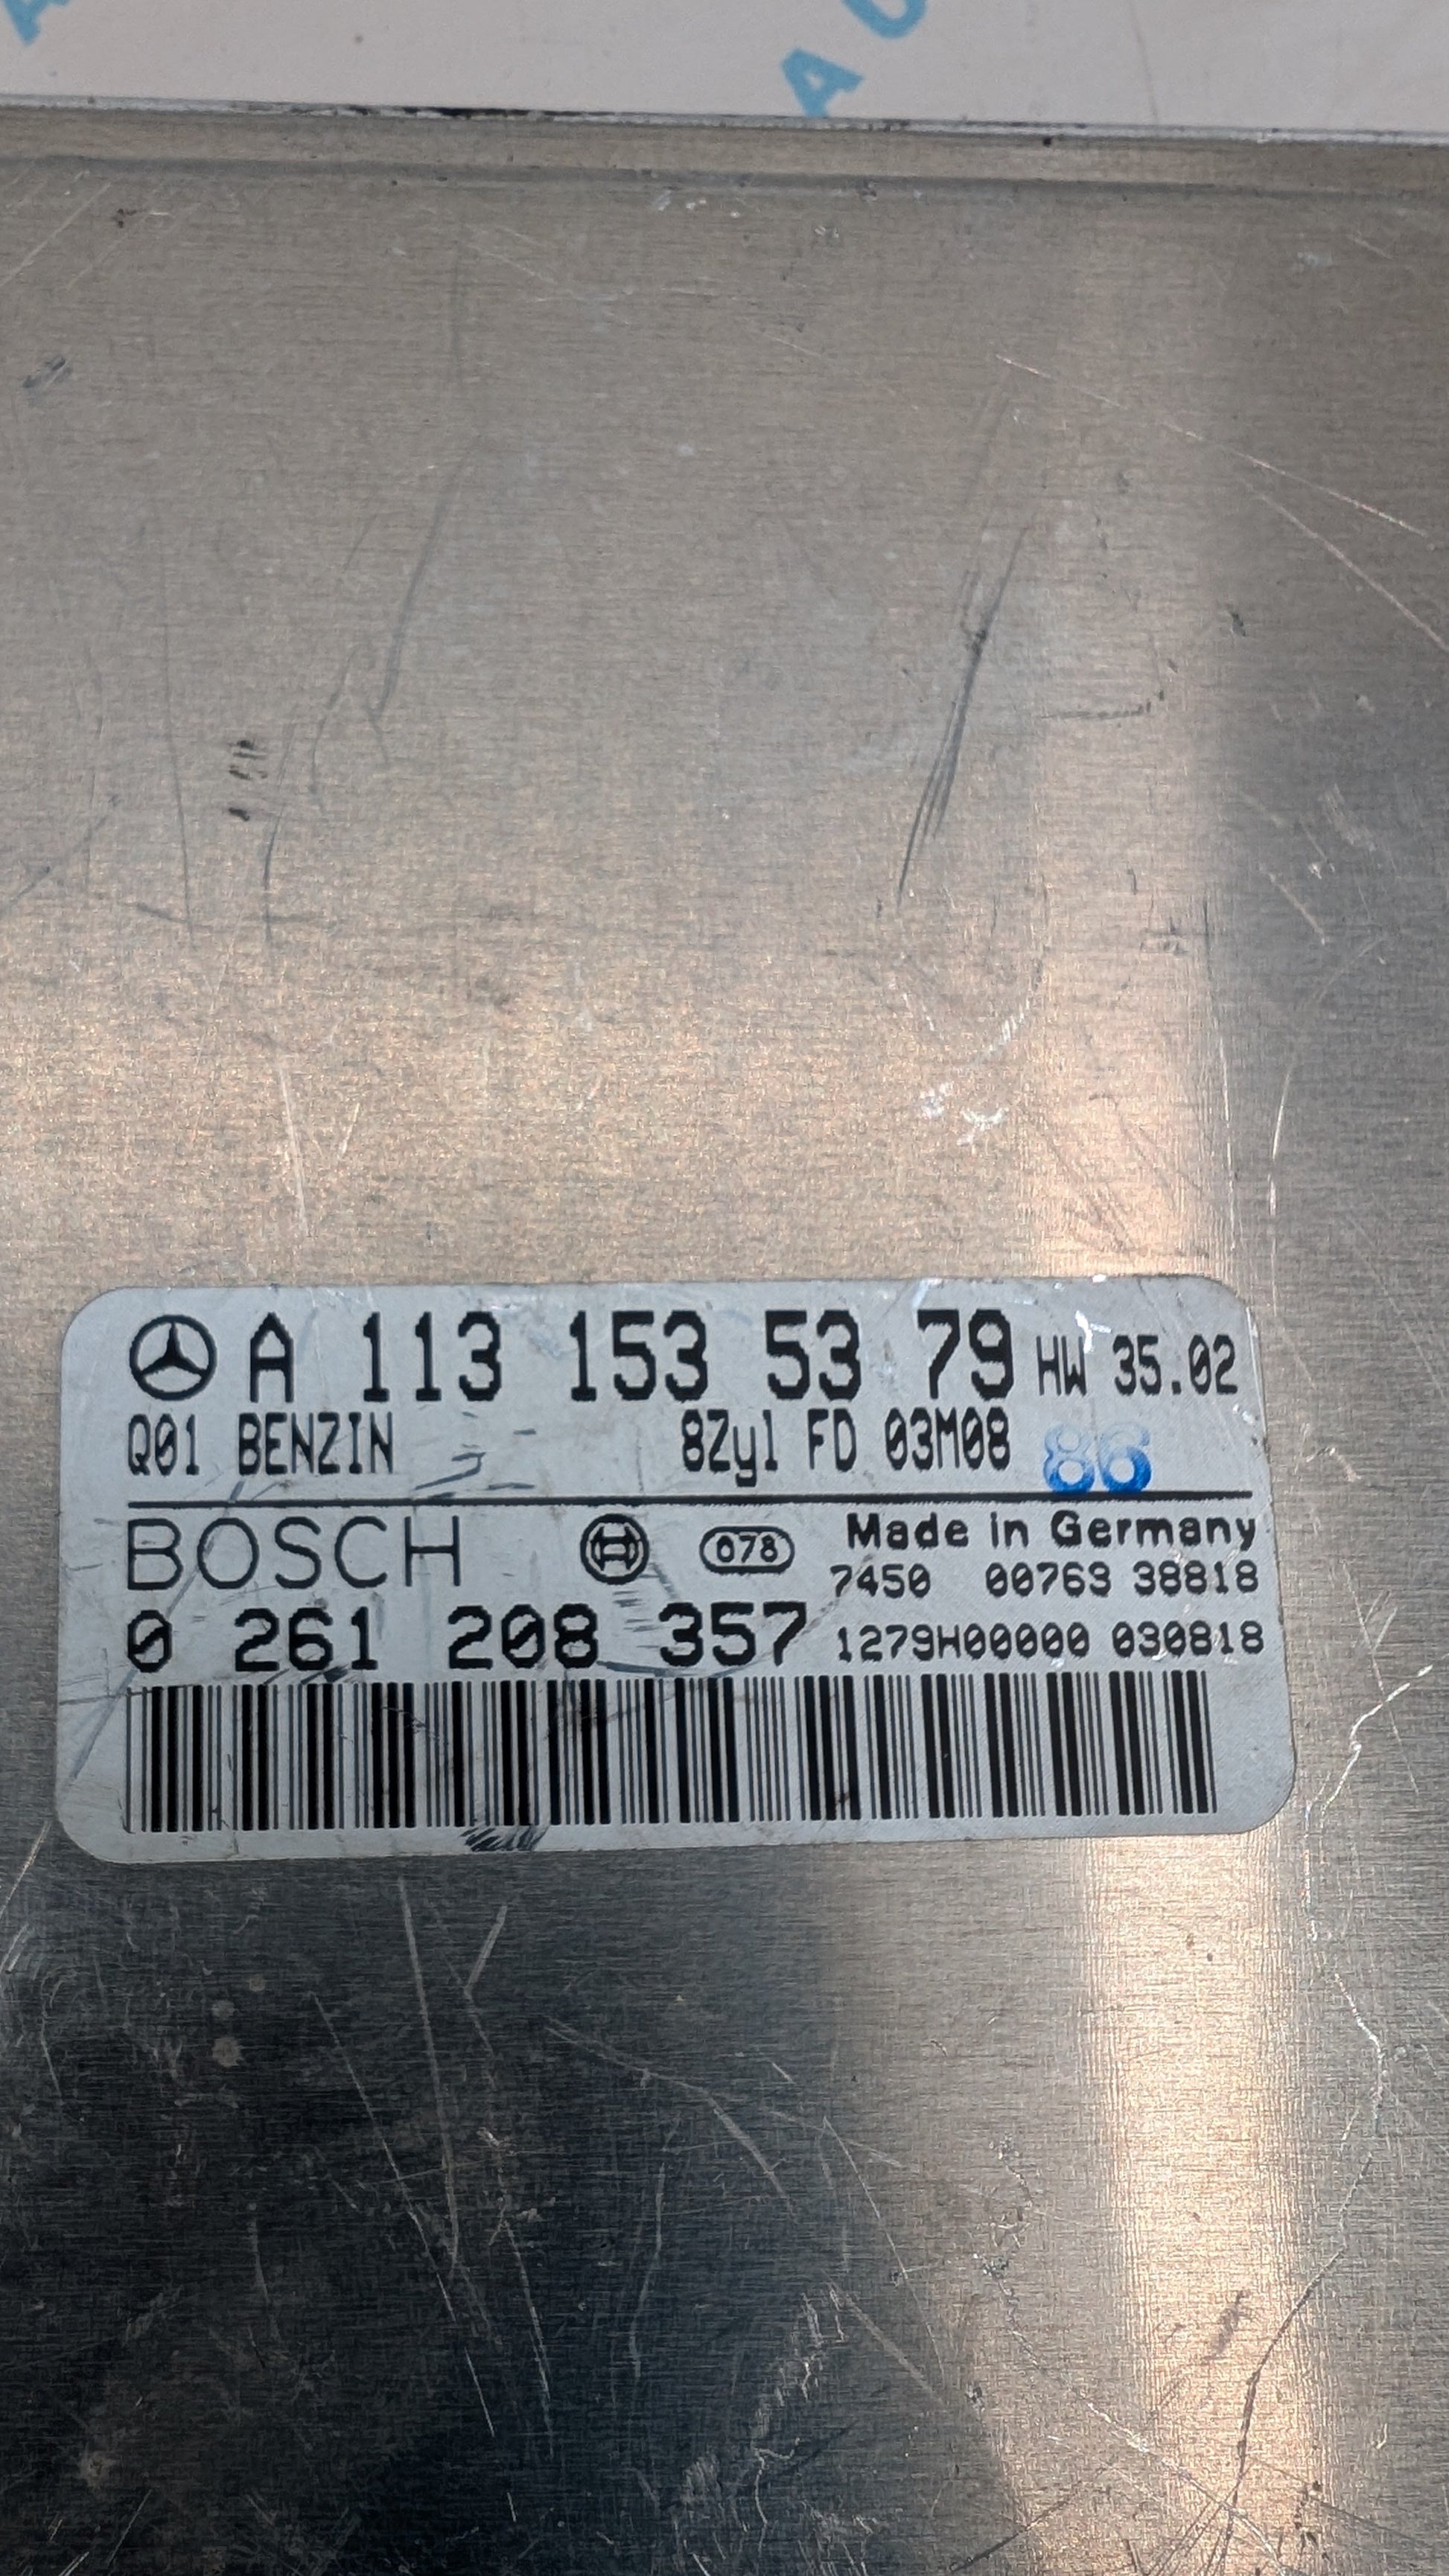 A U
A 113 153 53 79 HW 35.02
Q01 BENZIN 8Zyl FD 03M08 86
BOSCH 078 Made in Germany
7450 00763 38818
0 261 208 357 1279H00000 030818